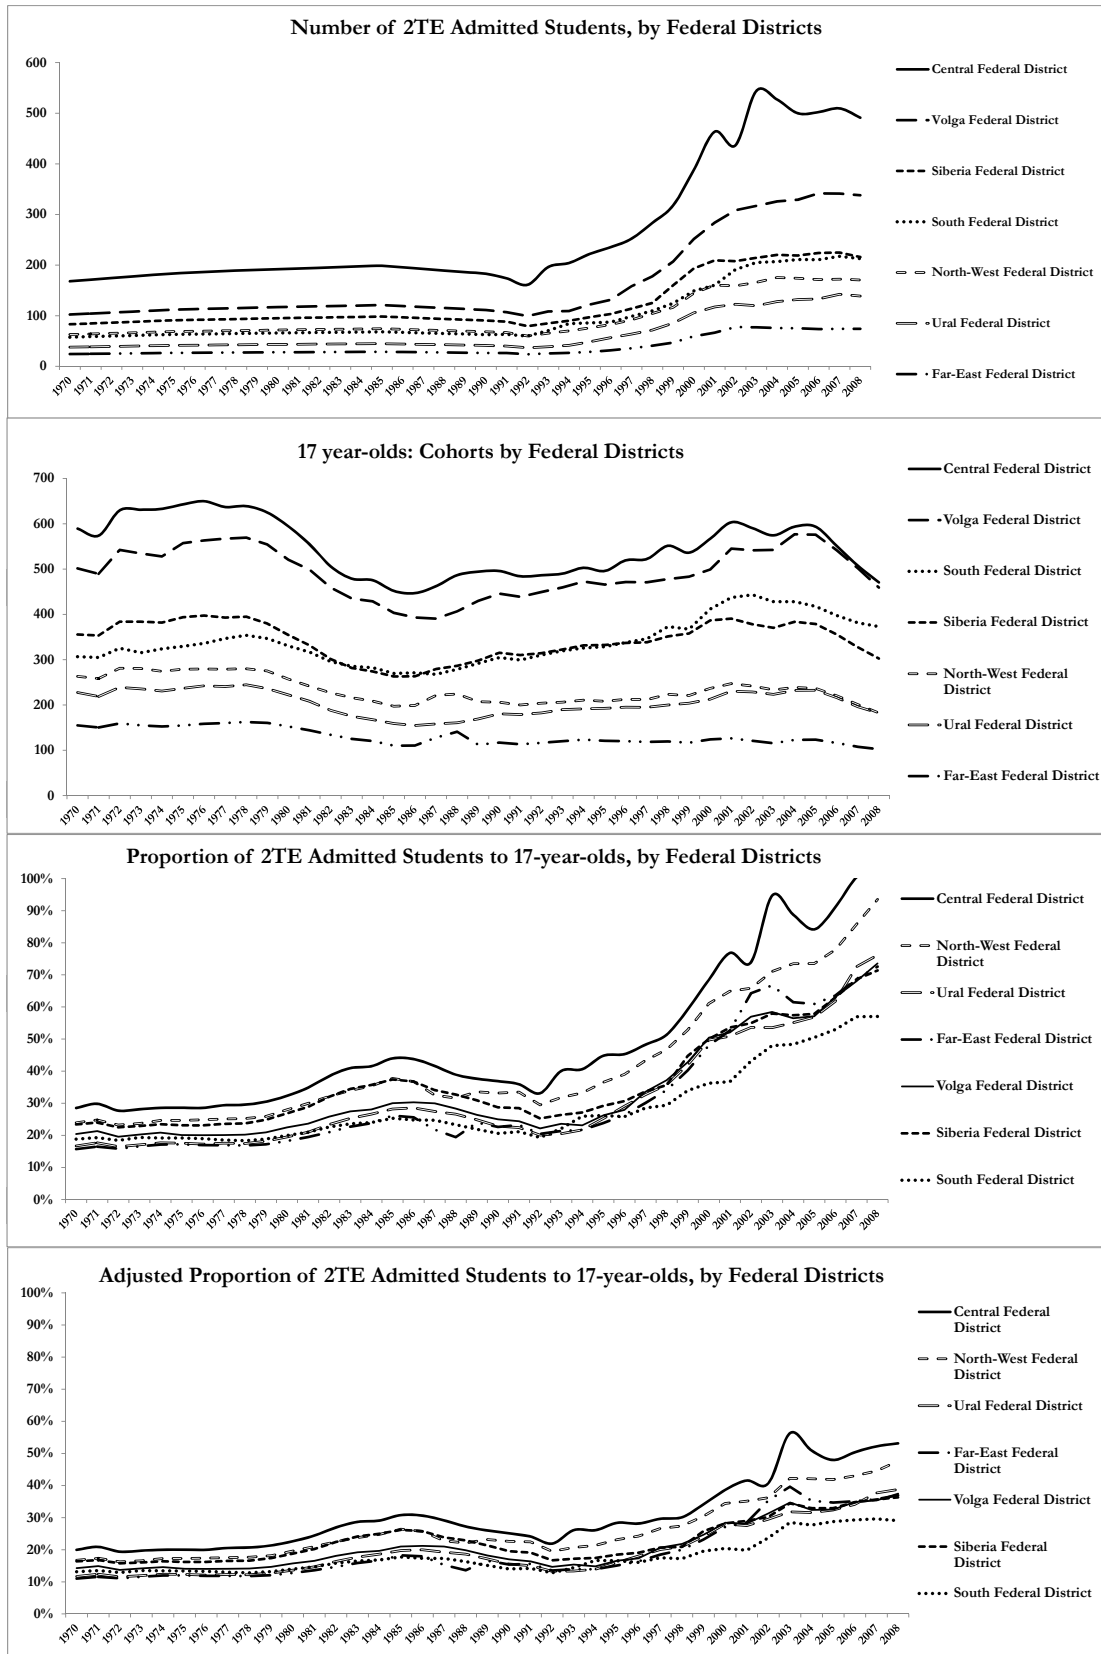 Number of 2TE Admitted Students, by Federal Districts
600
500
400
300
200
100
0
1970 1971 1972 1973 1974 1975 1976 1977 1978 1979 1980 1981 1982 1983 1984 1985 1986 1987 1988 1989 1990 1991 1992 1993 1994 1995 1996 1997 1998 1999 2000 2001 2002 2003 2004 2005 2006 2007 2008
Central Federal District
Volga Federal District
Siberia Federal District
South Federal District
North-West Federal District
Ural Federal District
Far-East Federal District
17 year-olds: Cohorts by Federal Districts
700
600
500
400
300
200
100
0
1970 1971 1972 1973 1974 1975 1976 1977 1978 1979 1980 1981 1982 1983 1984 1985 1986 1987 1988 1989 1990 1991 1992 1993 1994 1995 1996 1997 1998 1999 2000 2001 2002 2003 2004 2005 2006 2007 2008
Central Federal District
Volga Federal District
South Federal District
Siberia Federal District
North-West Federal
District
Ural Federal District
Far-East Federal District
Proportion of 2TE Admitted Students to 17-year-olds, by Federal Districts
100%
90%
80%
70%
60%
50%
40%
30%
20%
10%
0%
1970 1971 1972 1973 1974 1975 1976 1977 1978 1979 1980 1981 1982 1983 1984 1985 1986 1987 1988 1989 1990 1991 1992 1993 1994 1995 1996 1997 1998 1999 2000 2001 2002 2003 2004 2005 2006 2007 2008
Central Federal District
North-West Federal
District
Ural Federal District
Far-East Federal District
Volga Federal District
Siberia Federal District
South Federal District
Adjusted Proportion of 2TE Admitted Students to 17-year-olds, by Federal Districts
100%
90%
80%
70%
60%
50%
40%
30%
20%
10%
0%
1970 1971 1972 1973 1974 1975 1976 1977 1978 1979 1980 1981 1982 1983 1984 1985 1986 1987 1988 1989 1990 1991 1992 1993 1994 1995 1996 1997 1998 1999 2000 2001 2002 2003 2004 2005 2006 2007 2008
Central Federal
District
North-West Federal
District
Ural Federal District
Far-East Federal
District
Volga Federal District
Siberia Federal
District
South Federal District